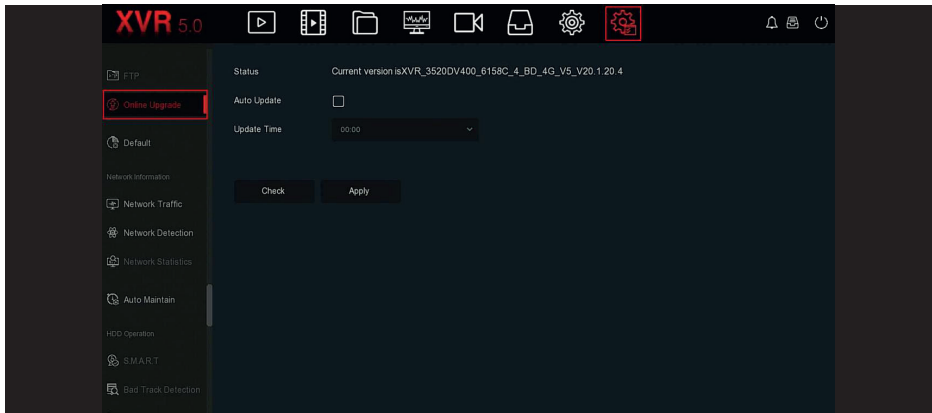 XVR 5.0
FTP
Online Upgrade
Default
Network Information
Network Traffic
Network Detection
Network Statistics
Auto Maintain
HDD Operation
S.M.A.R.T
Bad Track Detection
Status Current version isXVR_3520DV400_6158C_4_BD_4G_V5_V20.1.20.4
Auto Update
Update Time 00:00
Check Apply